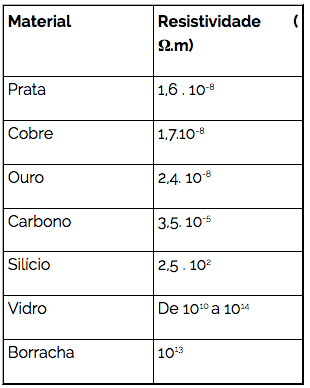 Material Resistividade (
Ω.m)
Prata 1,6 . 10⁻⁸
Cobre 1,7.10⁻⁸
Ouro 2,4. 10⁻⁸
Carbono 3,5. 10⁻⁵
Silício 2,5 . 10²
Vidro De 10¹⁰ a 10¹⁴
Borracha 10¹³